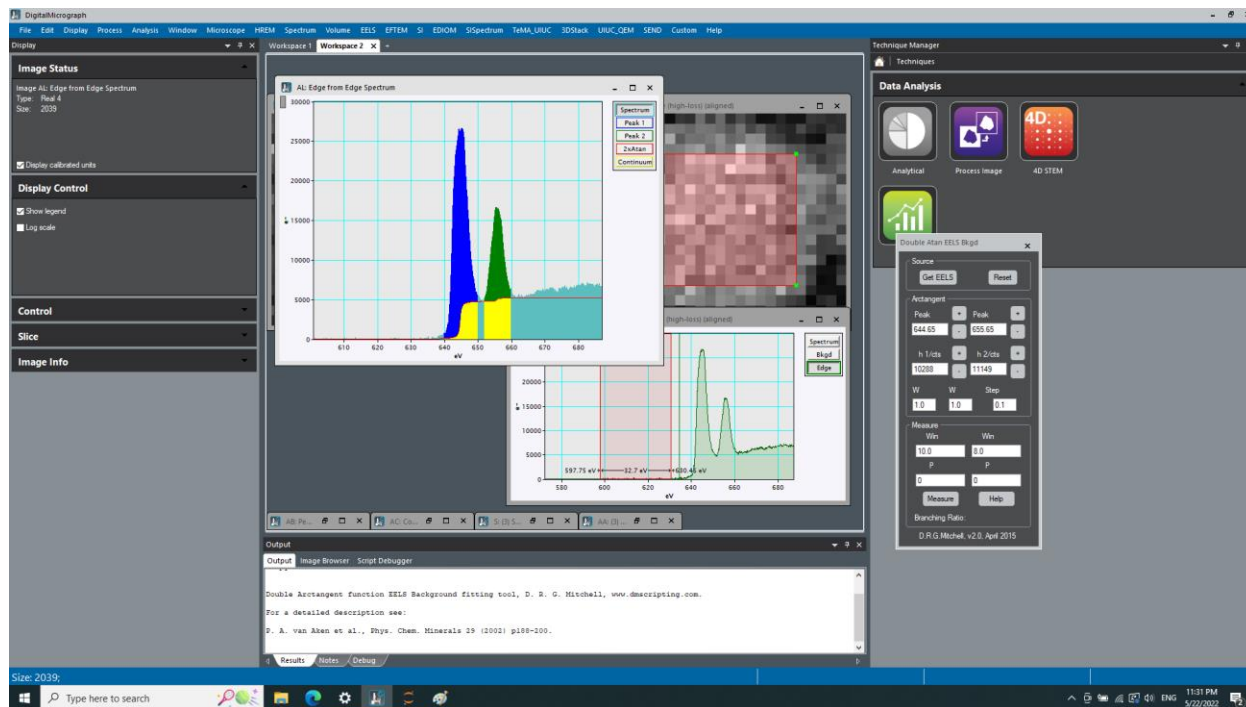 DigitalMicrograph
File Edit Display Process Analysis Window Microscope HREM Spectrum Volume EELS EFTEM SI EDIOM SISpectrum TeMA_UIUC 3DStack UIUC_QEM SEND Custom Help
Display
Image Status
Image AL: Edge from Edge Spectrum
Type: Real 4
Size: 2039
Display calibrated units
Display Control
Show legend
Log scale
Control
Slice
Image Info
Workspace 1 Workspace 2
AL: Edge from Edge Spectrum
30000
25000
20000
15000
10000
5000
0
e-
610 620 630 640 650 660 670 680
eV
Spectrum
Peak 1
Peak 2
2xAtan
Continuum
(high-loss) (aligned)
(high-loss) (aligned)
Spectrum
Bkgd
Edge
20000
15000
10000
5000
0
e-
597.75 eV 32.7 eV 630.45 eV
580 600 620 640 660 680
eV
AB: Pe...
AC: Co...
S: (3) S...
AA: (3) ...
Output
Output Image Browser Script Debugger
Double Arctangent function EELS Background fitting tool, D. R. G. Mitchell, www.dmscripting.com.
For a detailed description see:
P. A. van Aken et al., Phys. Chem. Minerals 29 (2002) p188-200.
Results Notes Debug
Technique Manager
Techniques
Data Analysis
4D:
Analytical Process Image 4D STEM
Double Atan EELS Bkgd
Source
Get EELS Reset
Arctangent
Peak + Peak +
644.65 - 655.65 -
h 1/cts + h 2/cts +
10288 - 11149 -
W W Step
1.0 1.0 0.1
Measure
Win Win
10.0 8.0
P P
0 0
Measure Help
Branching Ratio:
D.R.G.Mitchell, v2.0, April 2015
Size: 2039;
Type here to search
ENG
11:31 PM
5/22/2022
2